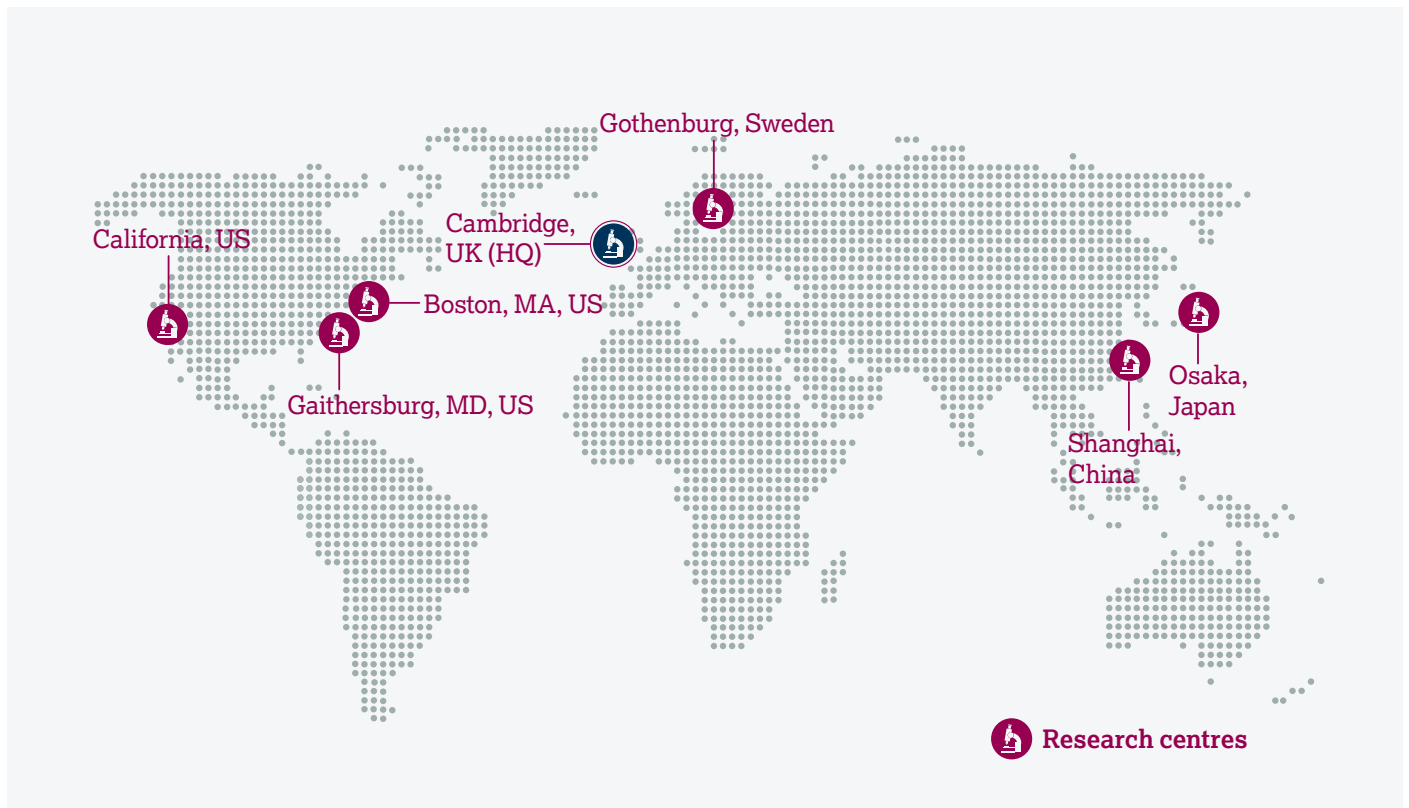 Gothenburg, Sweden
Cambridge,
UK (HQ)
California, US
Boston, MA, US
Gaithersburg, MD, US
Osaka,
Japan
Shanghai,
China
Research centres